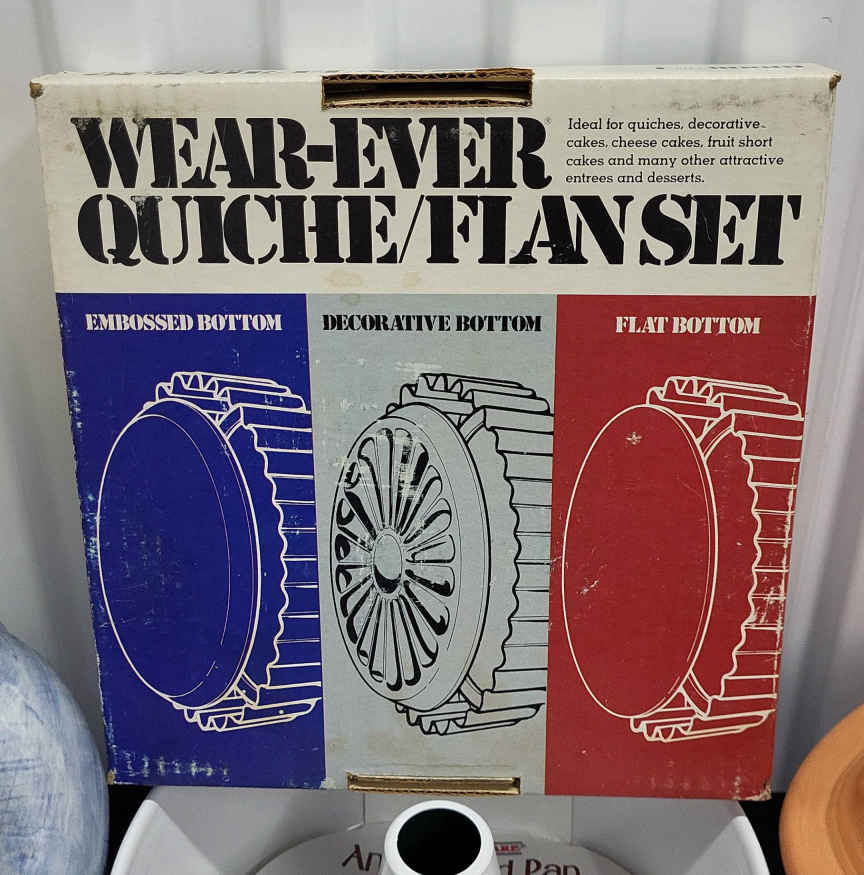 WEAR-EVER®
QUICHE/FLAN SET
Ideal for quiches, decorative
cakes, cheese cakes, fruit short
cakes and many other attractive
entrees and desserts.
EMBOSSED BOTTOM
DECORATIVE BOTTOM
FLAT BOTTOM
Pan